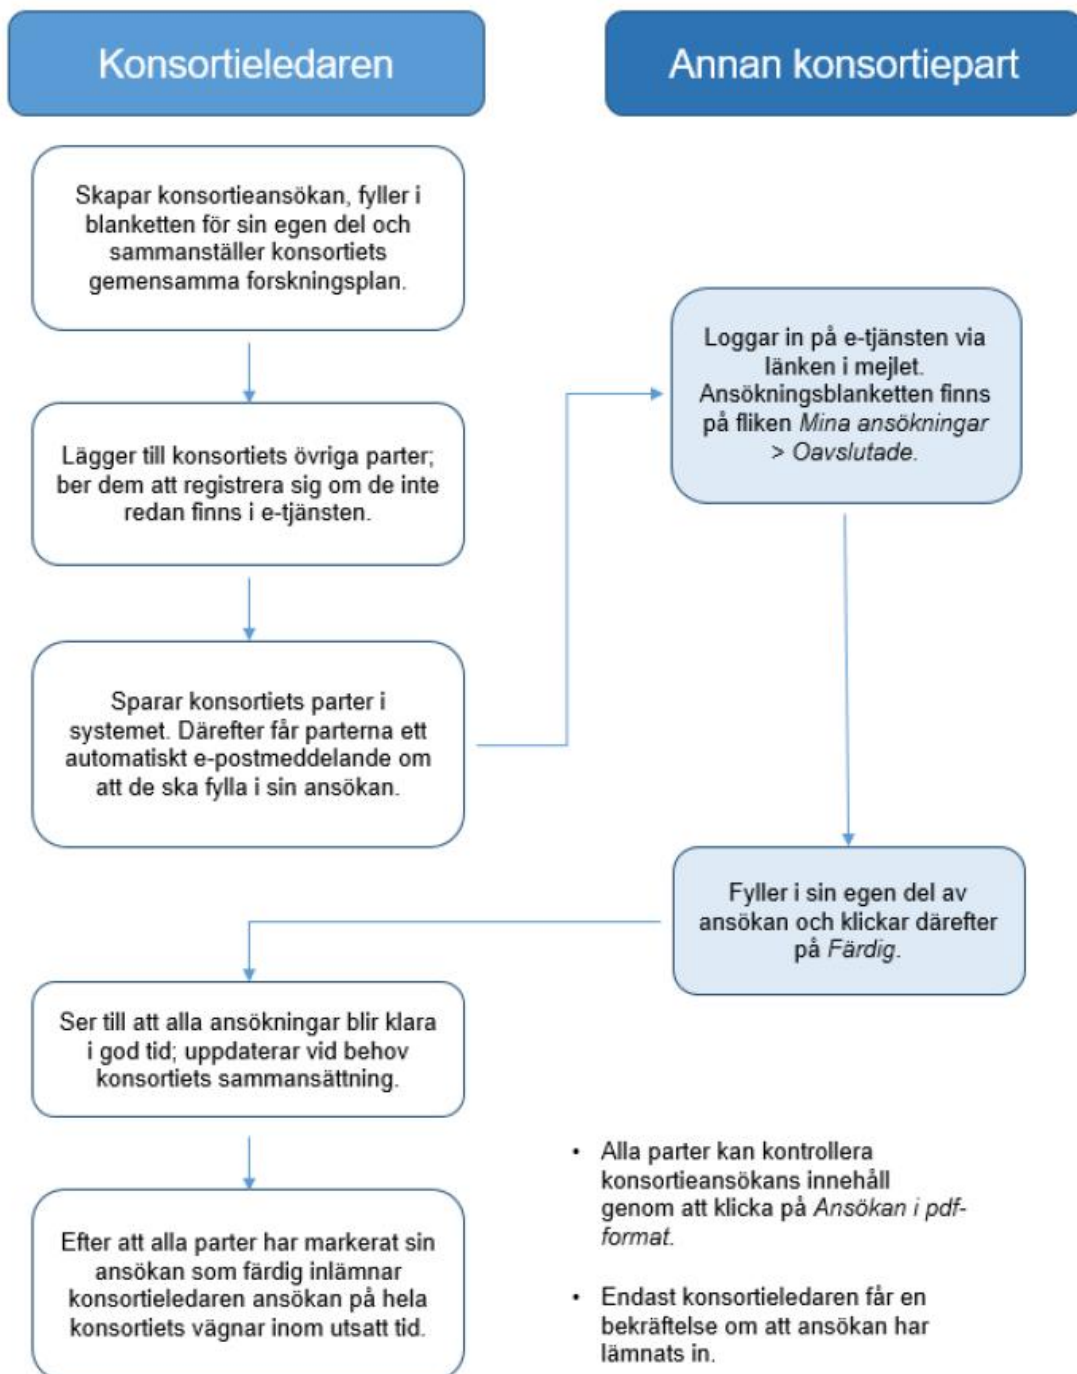 Konsortieledaren
Annan konsortiepart
Skapar konsortieansökan, fyller i
blanketten för sin egen del och
sammanställer konsortiets
gemensamma forskningsplan.
Lägger till konsortiets övriga parter;
ber dem att registrera sig om de inte
redan finns i e-tjänsten.
Sparar konsortiets parter i
systemet. Därefter får parterna ett
automatiskt e-postmeddelande om
att de ska fylla i sin ansökan.
Loggar in på e-tjänsten via
länken i mejlet.
Ansökningsblanketten finns
på fliken Mina ansökningar
> Oavslutade.
Fyller i sin egen del av
ansökan och klickar därefter
på Färdig.
Ser till att alla ansökningar blir klara
i god tid; uppdaterar vid behov
konsortiets sammansättning.
Efter att alla parter har markerat sin
ansökan som färdig inlämnar
konsortieledaren ansökan på hela
konsortiets vägnar inom utsatt tid.
• Alla parter kan kontrollera
konsortieansökans innehåll
genom att klicka på Ansökan i pdf-
format.
• Endast konsortieledaren får en
bekräftelse om att ansökan har
lämnats in.